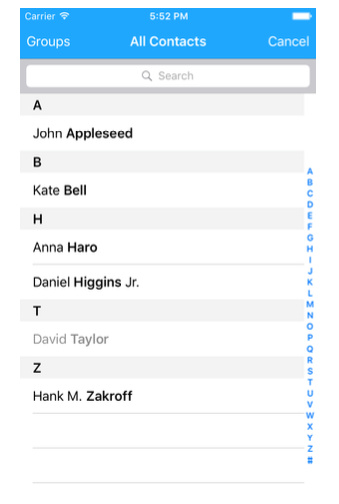 Carrier 5:52 PM
Groups All Contacts Cancel
Search
A
John Appleseed
B
Kate Bell
H
Anna Haro
Daniel Higgins Jr.
T
David Taylor
Z
Hank M. Zakroff
A
B
C
D
E
F
G
H
I
J
K
L
M
N
O
P
Q
R
S
T
U
V
W
X
Y
Z
#